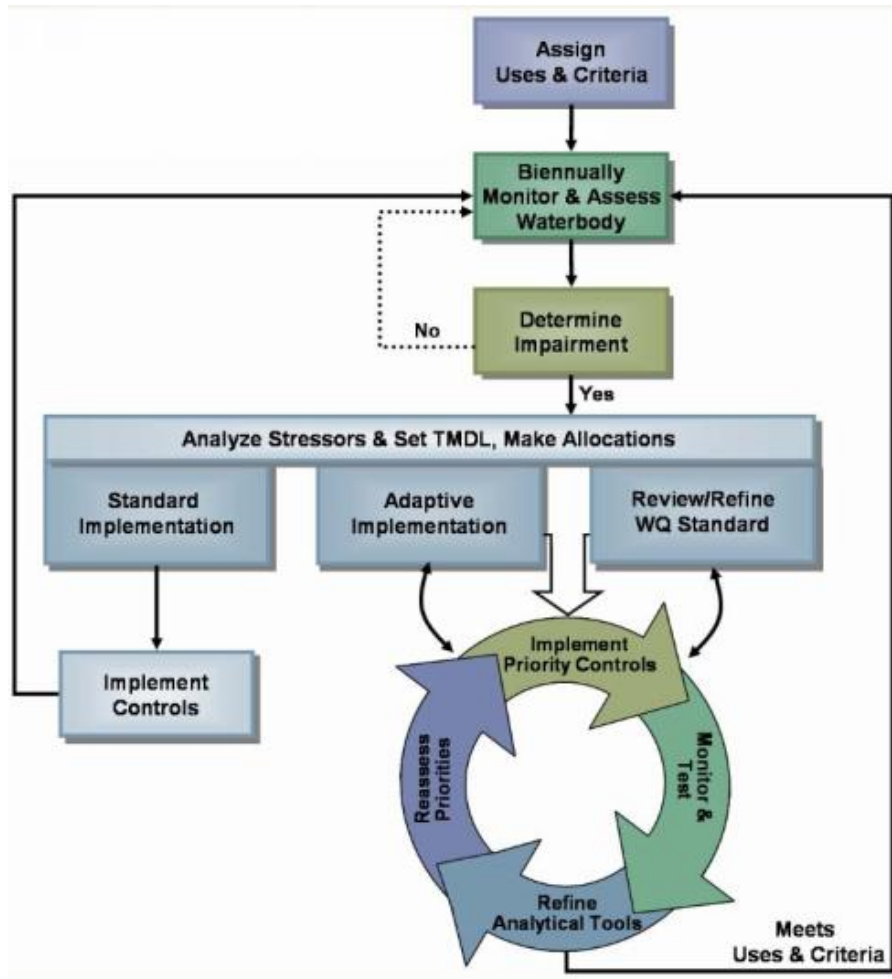 Assign
Uses & Criteria
Biennually
Monitor & Assess
Waterbody
No
Determine
Impairment
Yes
Analyze Stressors & Set TMDL, Make Allocations
Standard
Implementation
Adaptive
Implementation
Review/Refine
WQ Standard
Implement
Controls
Implement
Priority Controls
Monitor &
Test
Refine
Analytical Tools
Reassess
Priorities
Meets
Uses & Criteria